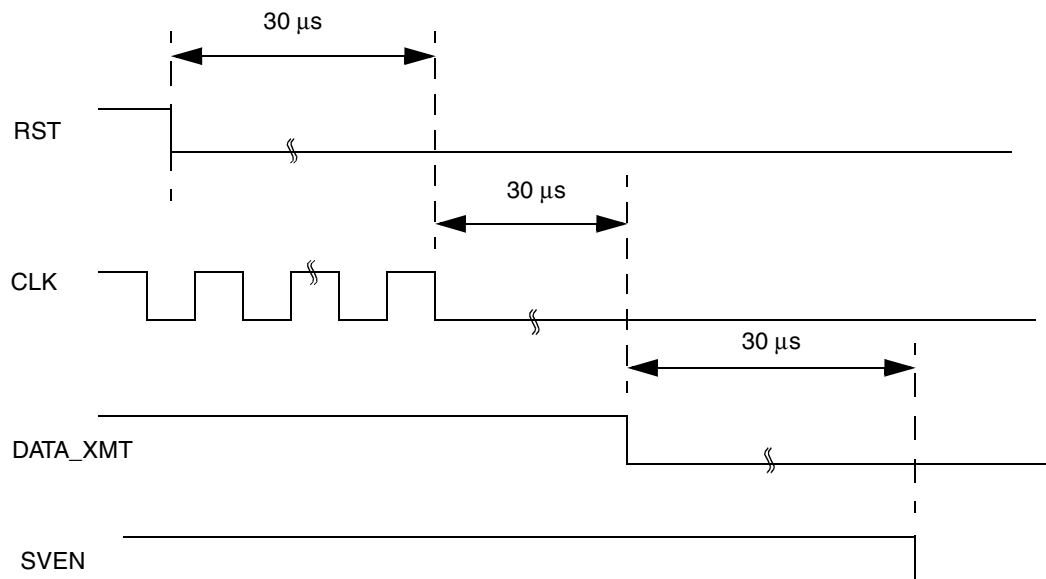 30 μs
RST
30 μs
CLK
30 μs
DATA_XMT
SVEN